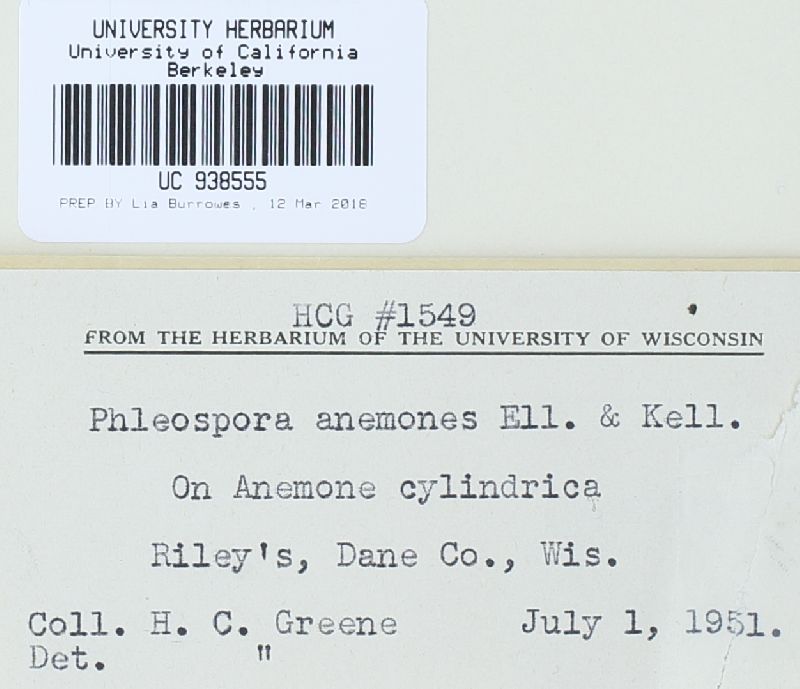 UNIVERSITY HERBARIUM
University of California
Berkeley
UC 938555
PREP BY Lia Burrowes , 12 Mar 2018
HCG #1549
FROM THE HERBARIUM OF THE UNIVERSITY OF WISCONSIN
Phleospora anemones Ell. & Kell.
On Anemone cylindrica
Riley's, Dane Co., Wis.
Coll. H. C. Greene July 1, 1951.
Det. "